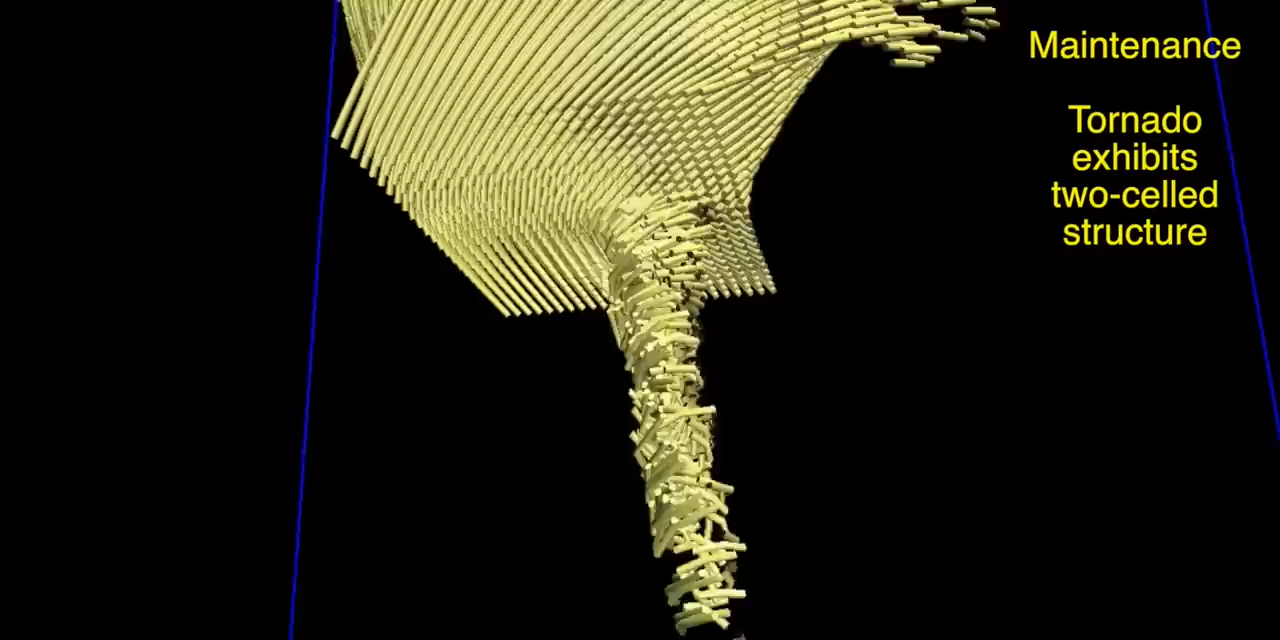 Maintenance
Tornado
exhibits
two-celled
structure